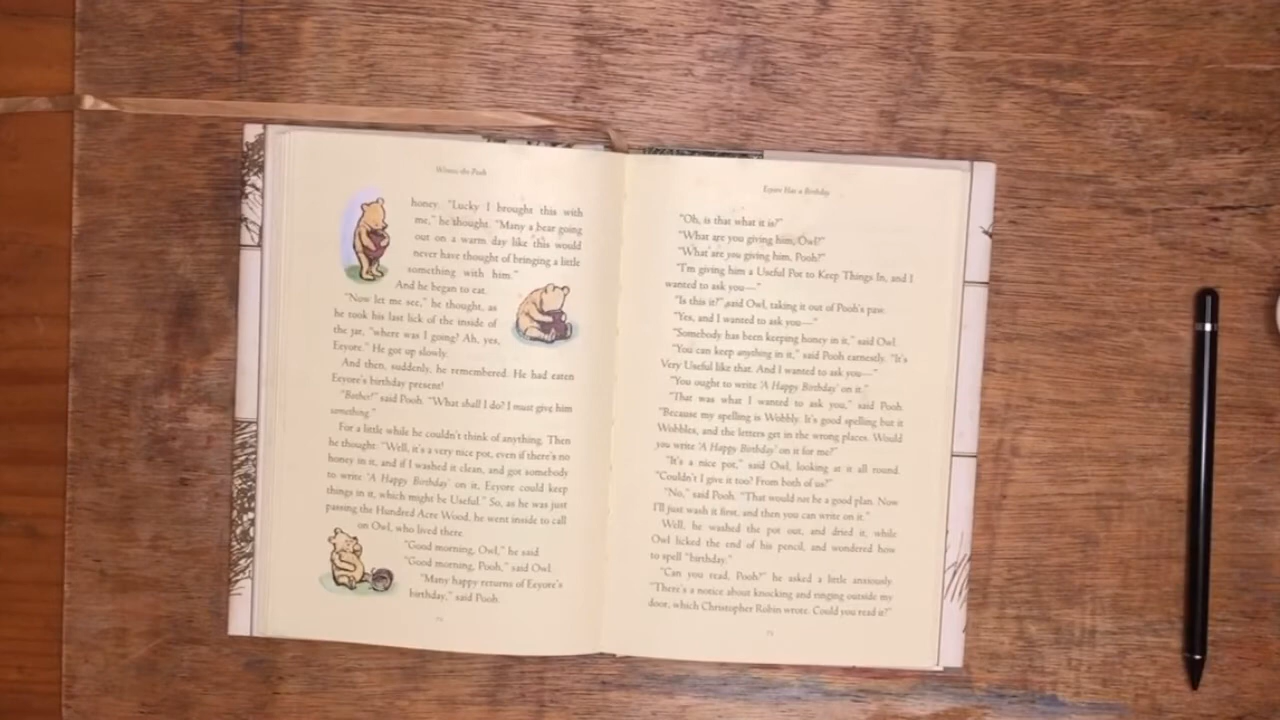 Winnie-the-Pooh
honey. "Lucky I brought this with
me," he thought. "Many a bear going
out on a warm day like this would
never have thought of bringing a little
something with him."
And he began to eat.
"Now let me see," he thought, as
he took his last lick of the inside of
the jar, "where was I going? Ah, yes,
Eeyore." He got up slowly.
And then, suddenly, he remembered. He had eaten
Eeyore's birthday present!
"Bother!" said Pooh. "What shall I do? I must give him
something."
For a little while he couldn't think of anything. Then
he thought: "Well, it's a very nice pot, even if there's no
honey in it, and if I washed it clean, and got somebody
to write 'A Happy Birthday' on it, Eeyore could keep
things in it, which might be Useful." So, as he was just
passing the Hundred Acre Wood, he went inside to call
on Owl, who lived there.
"Good morning, Owl," he said.
"Good morning, Pooh," said Owl.
"Many happy returns of Eeyore's
birthday," said Pooh.
Eeyore Has a Birthday
"Oh, is that what it is?"
"What are you giving him, Owl?"
"What are you giving him, Pooh?"
"I'm giving him a Useful Pot to Keep Things In, and I
wanted to ask you—"
"Is this it?" said Owl, taking it out of Pooh's paw.
"Yes, and I wanted to ask you—"
"Somebody has been keeping honey in it," said Owl.
"You can keep anything in it," said Pooh earnestly. "It's
Very Useful like that. And I wanted to ask you—"
"You ought to write 'A Happy Birthday' on it."
"That was what I wanted to ask you," said Pooh.
"Because my spelling is Wobbly. It's good spelling but it
Wobbles, and the letters get in the wrong places. Would
you write 'A Happy Birthday' on it for me?"
"It's a nice pot," said Owl, looking at it all round.
"Couldn't I give it too? From both of us?"
"No," said Pooh. "That would not be a good plan. Now
I'll just wash it first, and then you can write on it."
Well, he washed the pot out, and dried it, while
Owl licked the end of his pencil, and wondered how
to spell "birthday."
"Can you read, Pooh?" he asked a little anxiously.
"There's a notice about knocking and ringing outside my
door, which Christopher Robin wrote. Could you read it?"